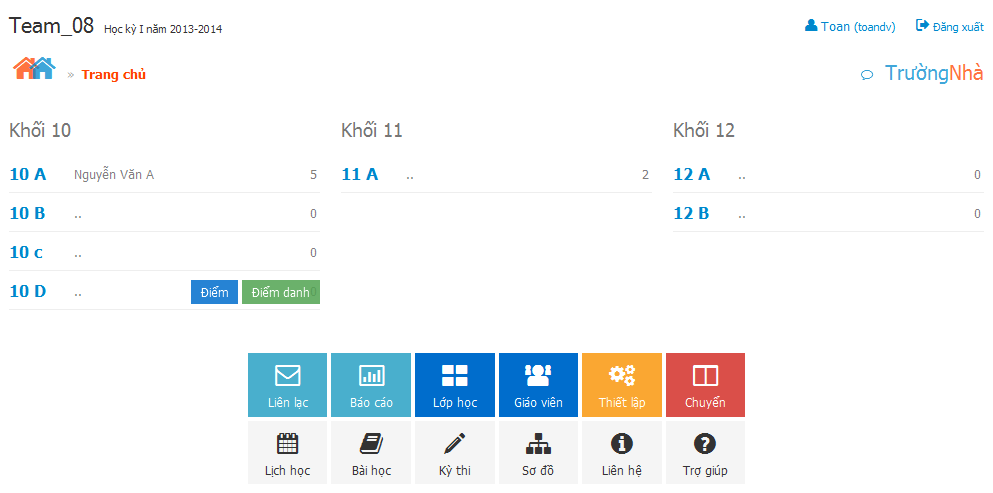 Team_08 Học kỳ I năm 2013-2014
Toan (toandv) Đăng xuất
» Trang chủ
TrườngNhà
Khối 10
10 A Nguyễn Văn A 5
10 B .. 0
10 c .. 0
10 D .. Điểm Điểm danh 0
Khối 11
11 A .. 2
Khối 12
12 A .. 0
12 B .. 0
Liên lạc Báo cáo Lớp học Giáo viên Thiết lập Chuyển
Lịch học Bài học Kỳ thi Sơ đồ Liên hệ Trợ giúp